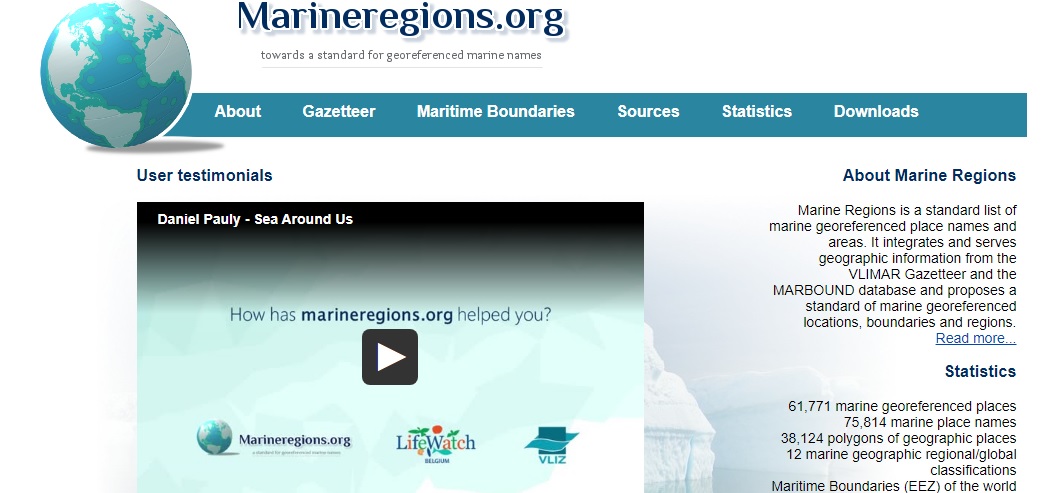 Marineregions.org
towards a standard for georeferenced marine names
About
Gazetteer
Maritime Boundaries
Sources
Statistics
Downloads
User testimonials
Daniel Pauly - Sea Around Us
How has marineregions.org helped you?
Marineregions.org
a standard for georeferenced marine names
LifeWatch
BELGIUM
VLIZ
About Marine Regions
Marine Regions is a standard list of
marine georeferenced place names and
areas. It integrates and serves
geographic information from the
VLIMAR Gazetteer and the
MARBOUND database and proposes a
standard of marine georeferenced
locations, boundaries and regions.
Read more...
Statistics
61,771 marine georeferenced places
75,814 marine place names
38,124 polygons of geographic places
12 marine geographic regional/global
classifications
Maritime Boundaries (EEZ) of the world